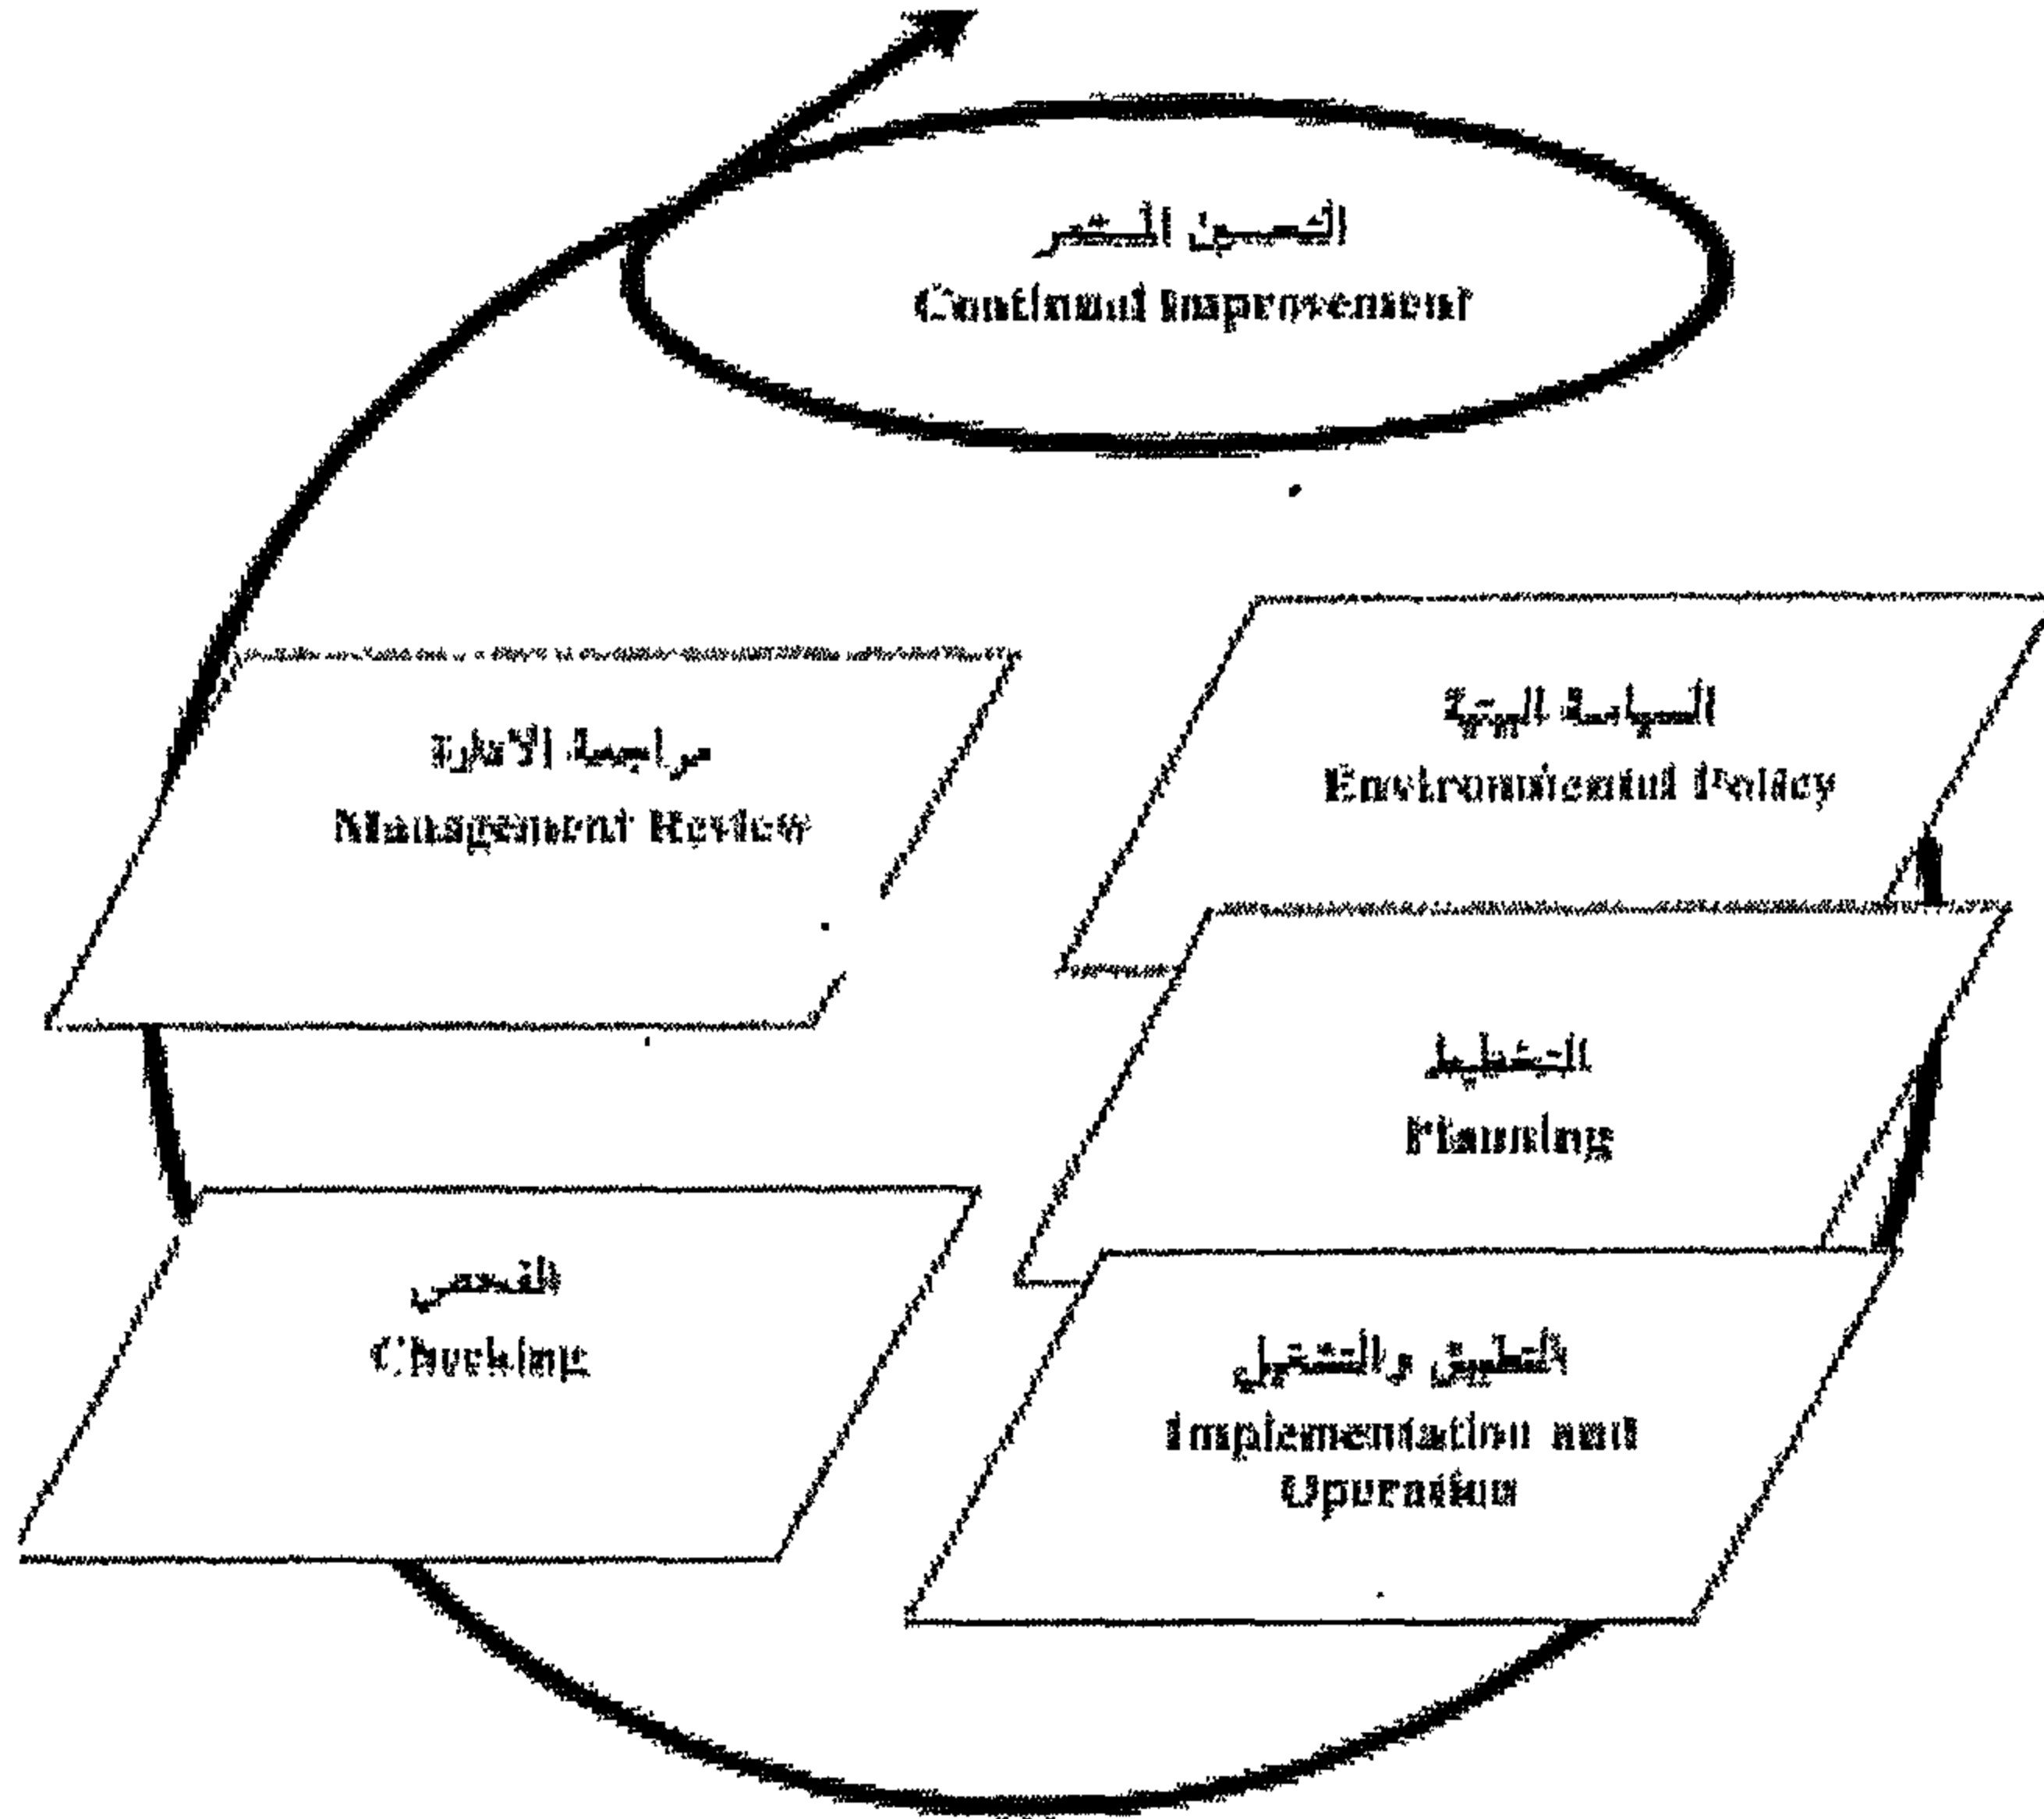 التحسين المستمر
Continual Improvement
السياسة البيئية
Environmental Policy
مراجعة الادارة
Management Review
التخطيط
Planning
الفحص
Checking
التطبيق والتشغيل
Implementation and
Operation